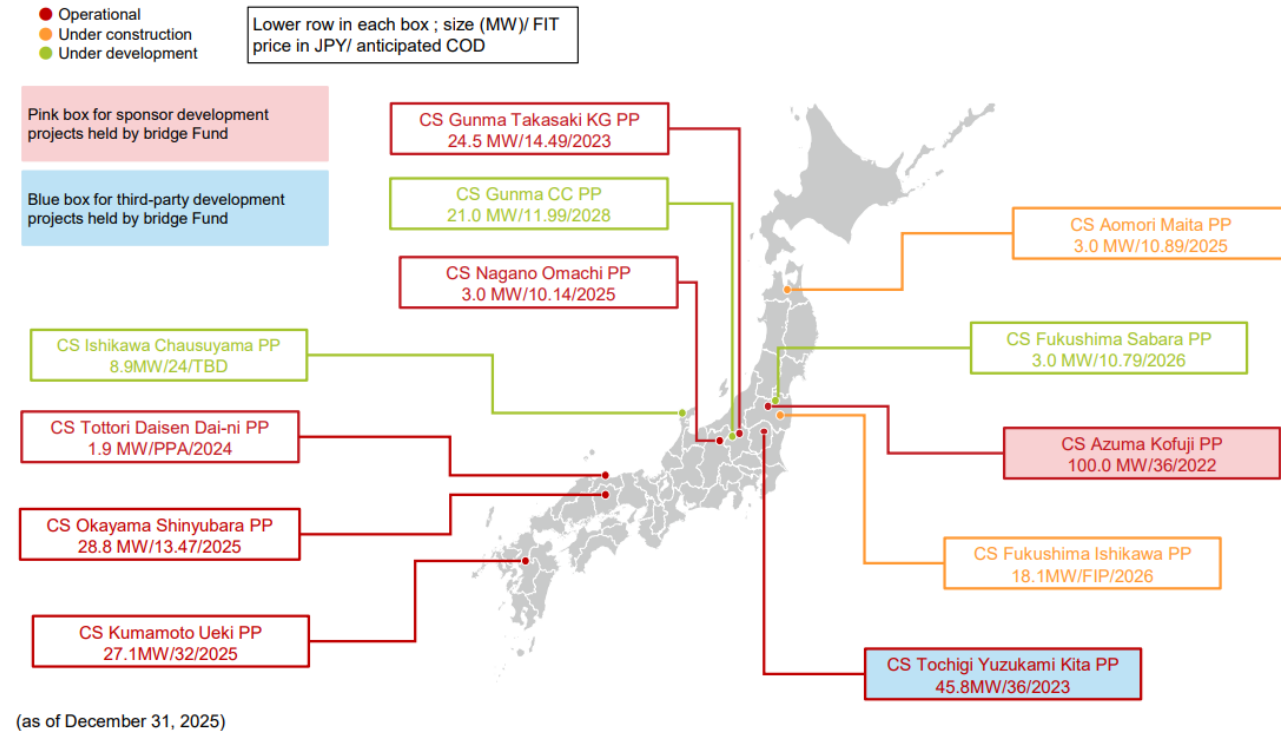 Operational
Under construction
Under development
Lower row in each box ; size (MW)/ FIT
price in JPY/ anticipated COD
Pink box for sponsor development
projects held by bridge Fund
Blue box for third-party development
projects held by bridge Fund
CS Gunma Takasaki KG PP
24.5 MW/14.49/2023
CS Gunma CC PP
21.0 MW/11.99/2028
CS Nagano Omachi PP
3.0 MW/10.14/2025
CS Ishikawa Chausuyama PP
8.9MW/24/TBD
CS Tottori Daisen Dai-ni PP
1.9 MW/PPA/2024
CS Okayama Shinyubara PP
28.8 MW/13.47/2025
CS Kumamoto Ueki PP
27.1MW/32/2025
CS Aomori Maita PP
3.0 MW/10.89/2025
CS Fukushima Sabara PP
3.0 MW/10.79/2026
CS Azuma Kofuji PP
100.0 MW/36/2022
CS Fukushima Ishikawa PP
18.1MW/FIP/2026
CS Tochigi Yuzukami Kita PP
45.8MW/36/2023
(as of December 31, 2025)